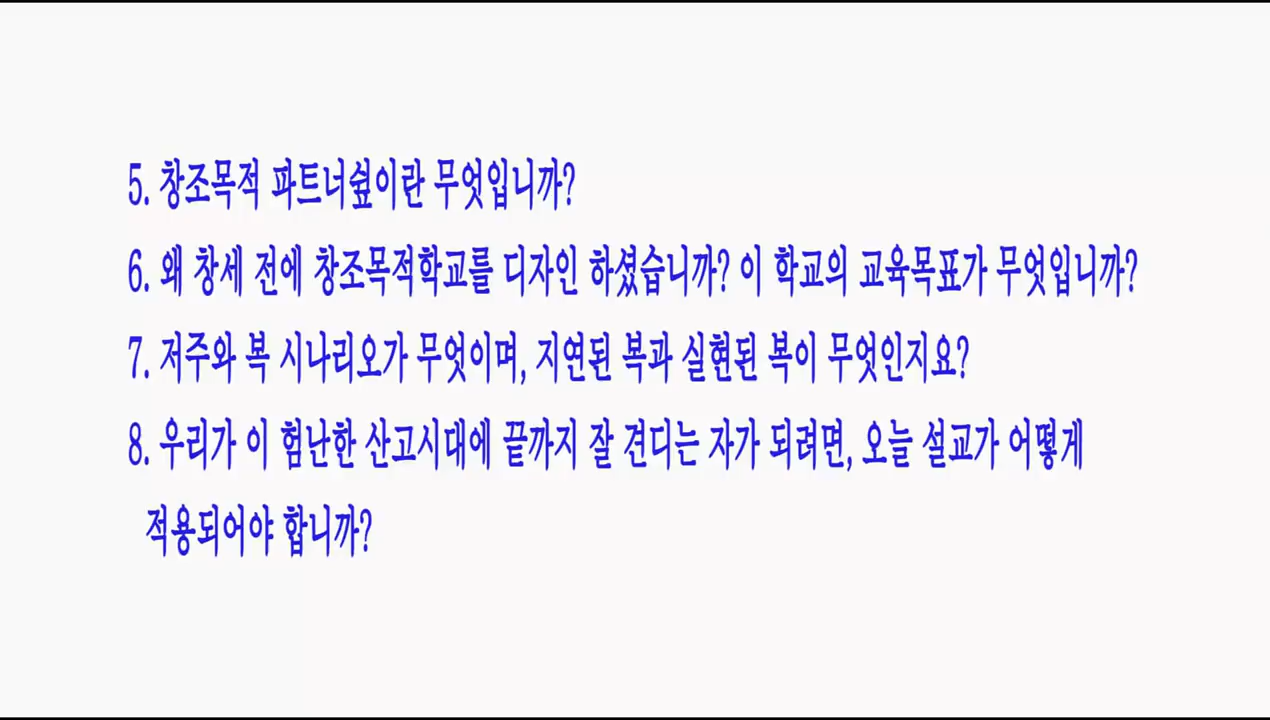 5. 창조목적 파트너쉎이란 무엇입니까?
6. 왜 창세 전에 창조목적학교를 디자인 하셨습니까? 이 학교의 교육목표가 무엇입니까?
7. 저주와 복 시나리오가 무엇이며, 지연된 복과 실현된 복이 무엇인지요?
8. 우리가 이 험난한 산고시대에 끝까지 잘 견디는 자가 되려면, 오늘 설교가 어떻게
적용되어야 합니까?